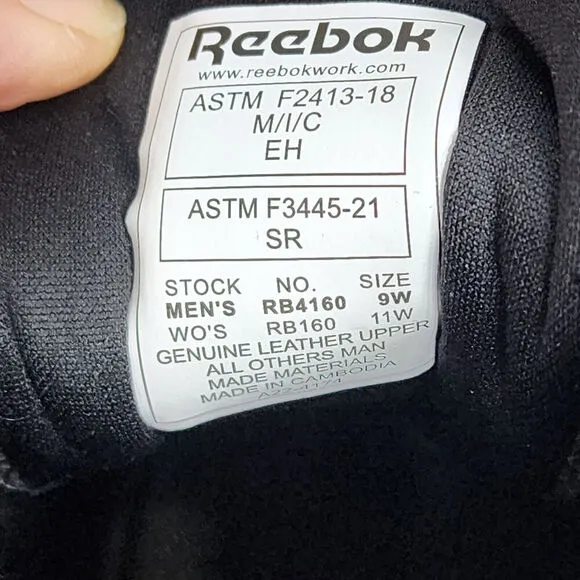 Reebok
www.reebokwork.com
ASTM F2413-18
M/I/C
EH
ASTM F3445-21
SR
STOCK NO. SIZE
MEN'S RB4160 9W
WO'S RB160 11W
GENUINE LEATHER UPPER
ALL OTHERS MAN
MADE MATERIALS
MADE IN CAMBODIA